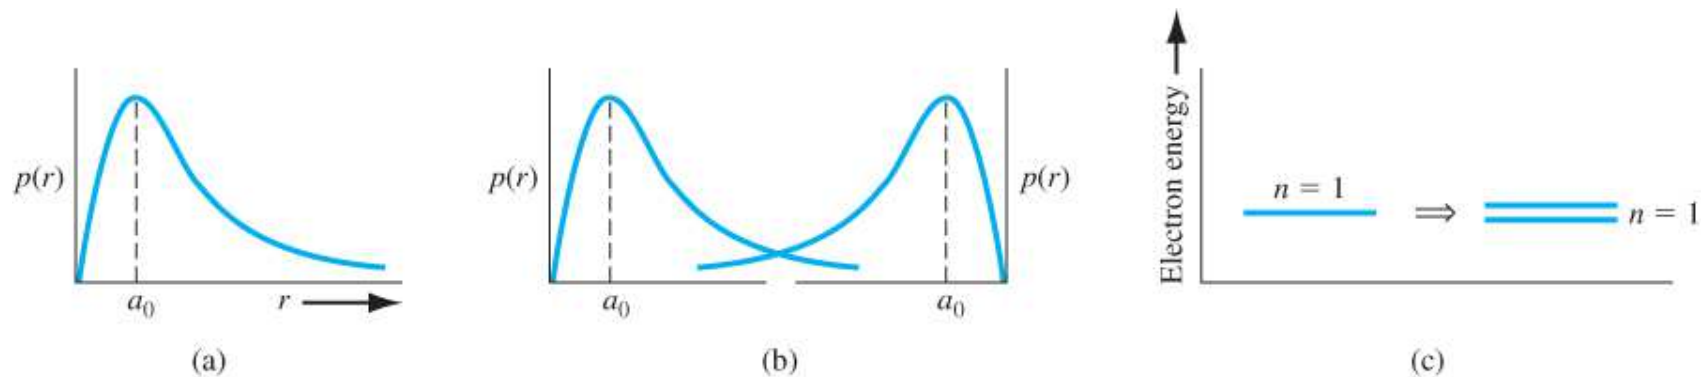 p(r)
a₀
r
(a)
p(r)
a₀
a₀
p(r)
(b)
Electron energy
n = 1
⇒
n = 1
(c)